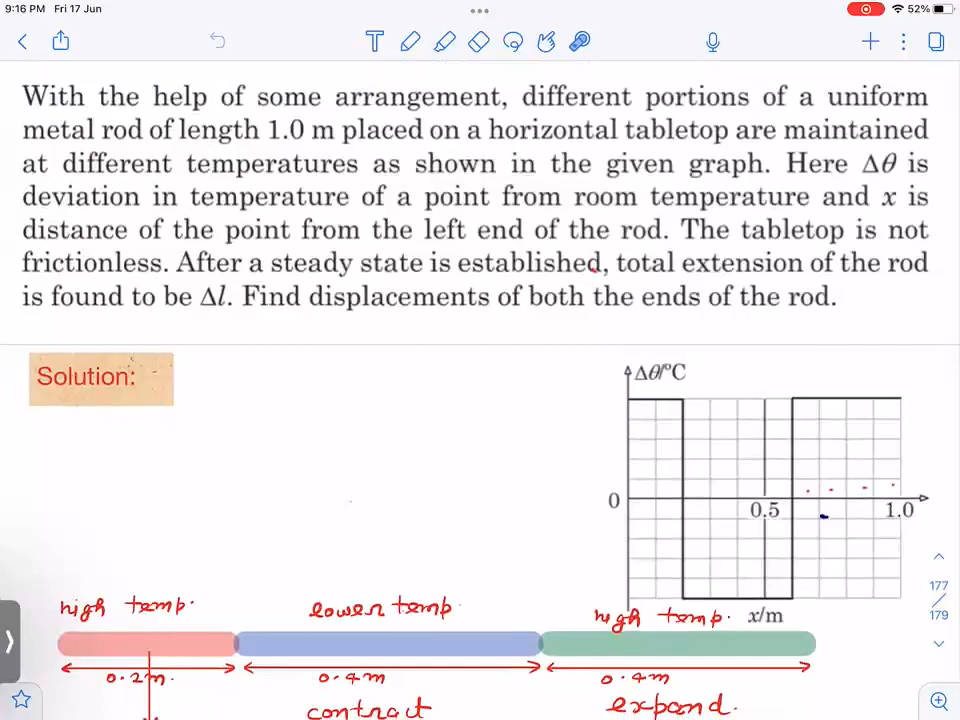 9:16 PM Fri 17 Jun
52%
With the help of some arrangement, different portions of a uniform
metal rod of length 1.0 m placed on a horizontal tabletop are maintained
at different temperatures as shown in the given graph. Here Δθ is
deviation in temperature of a point from room temperature and x is
distance of the point from the left end of the rod. The tabletop is not
frictionless. After a steady state is established, total extension of the rod
is found to be Δl. Find displacements of both the ends of the rod.
Solution:
Δθ/°C
0
0.5
1.0
x/m
177
179
high temp.
lower temp.
high temp.
0.2m.
0.4m
0.4m
contract
expand.